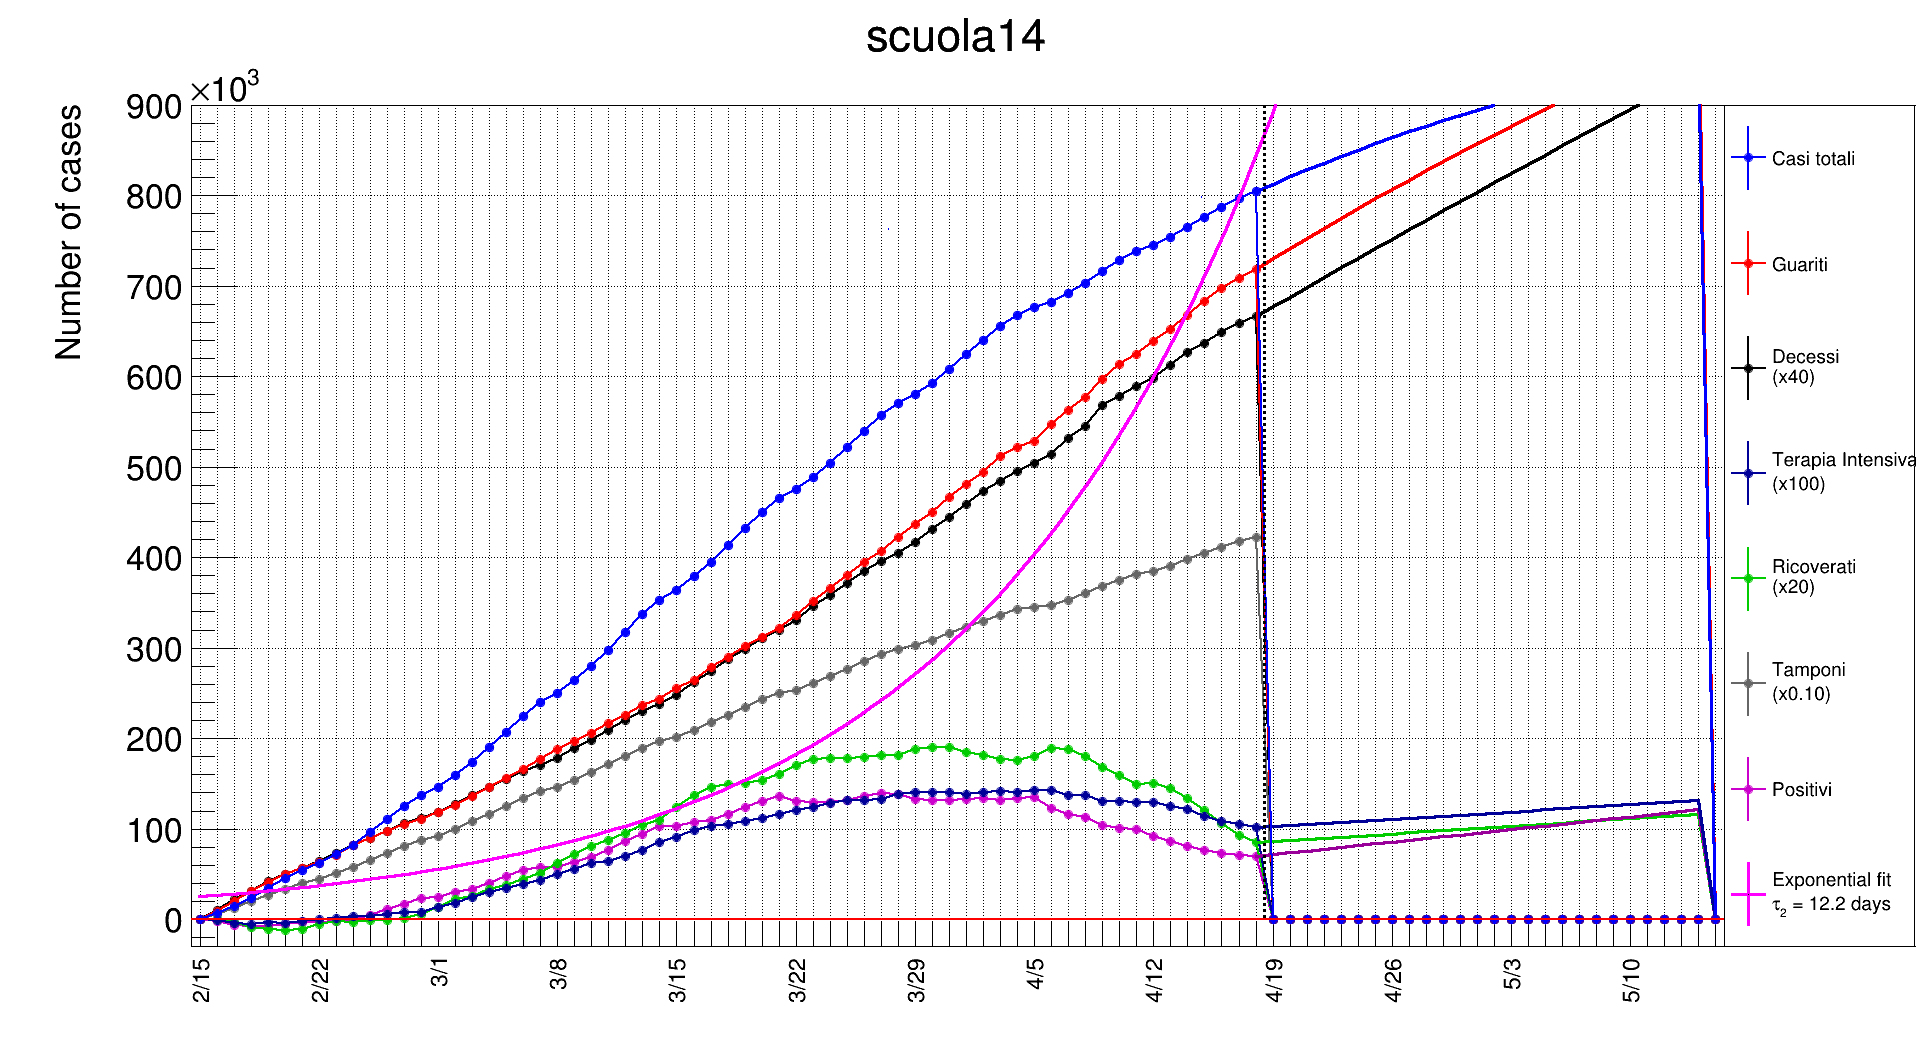 scuola14
×10³
Number of cases
900
800
700
600
500
400
300
200
100
0
2/15
2/22
3/1
3/8
3/15
3/22
3/29
4/5
4/12
4/19
4/26
5/3
5/10
Casi totali
Guariti
Decessi
(x40)
Terapia Intensiva
(x100)
Ricoverati
(x20)
Tamponi
(x0.10)
Positivi
Exponential fit
τ₂ = 12.2 days